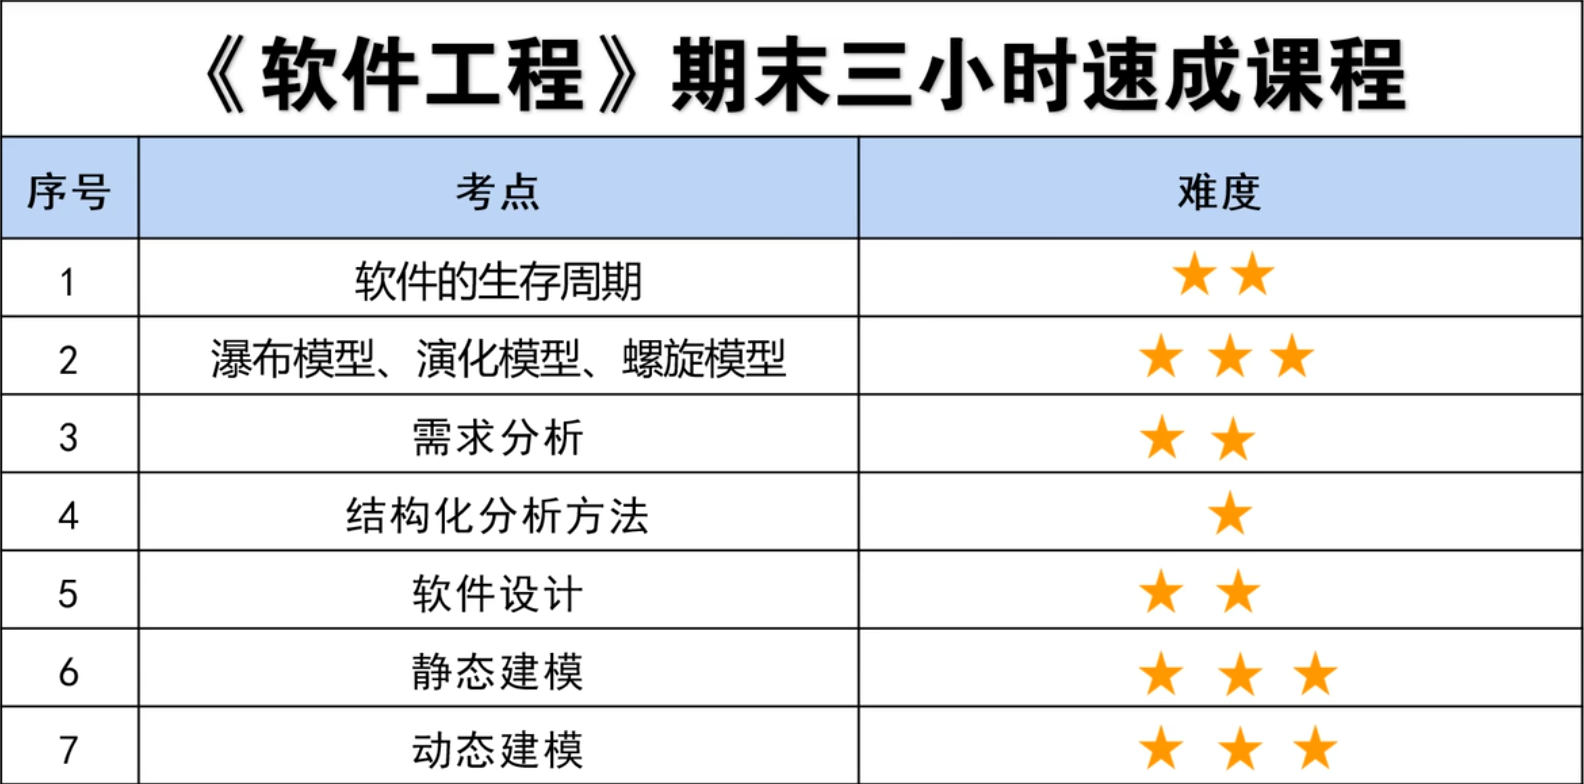 《软件工程》期末三小时速成课程
序号 考点 难度
1 软件的生存周期 ★★
2 瀑布模型、演化模型、螺旋模型 ★★★
3 需求分析 ★★
4 结构化分析方法 ★
5 软件设计 ★★
6 静态建模 ★★★
7 动态建模 ★★★